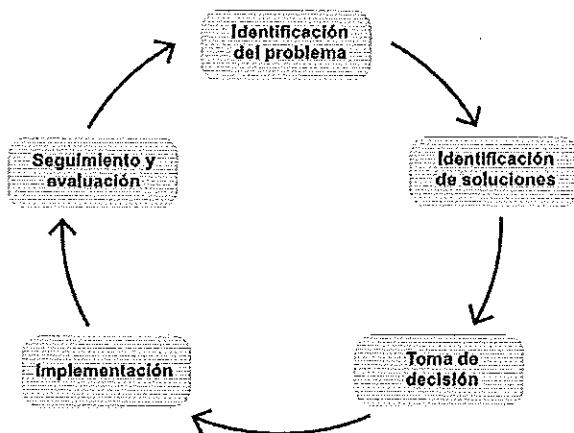 Identificación
del problema
Identificación
de soluciones
Toma de
decisión
Implementación
Seguimiento y
evaluación